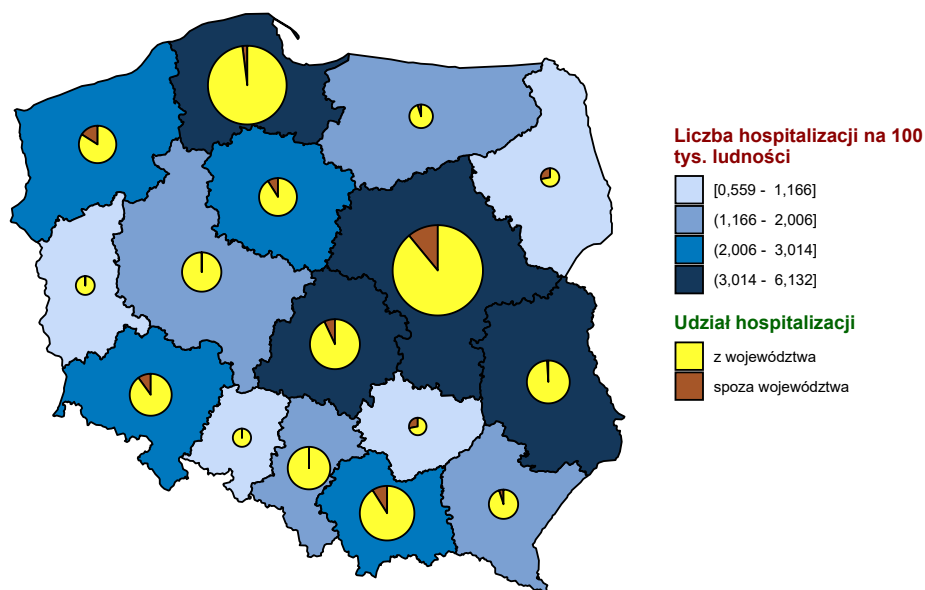 Liczba hospitalizacji na 100
tys. ludności
[0,559 - 1,166]
(1,166 - 2,006]
(2,006 - 3,014]
(3,014 - 6,132]
Udział hospitalizacji
z województwa
spoza województwa